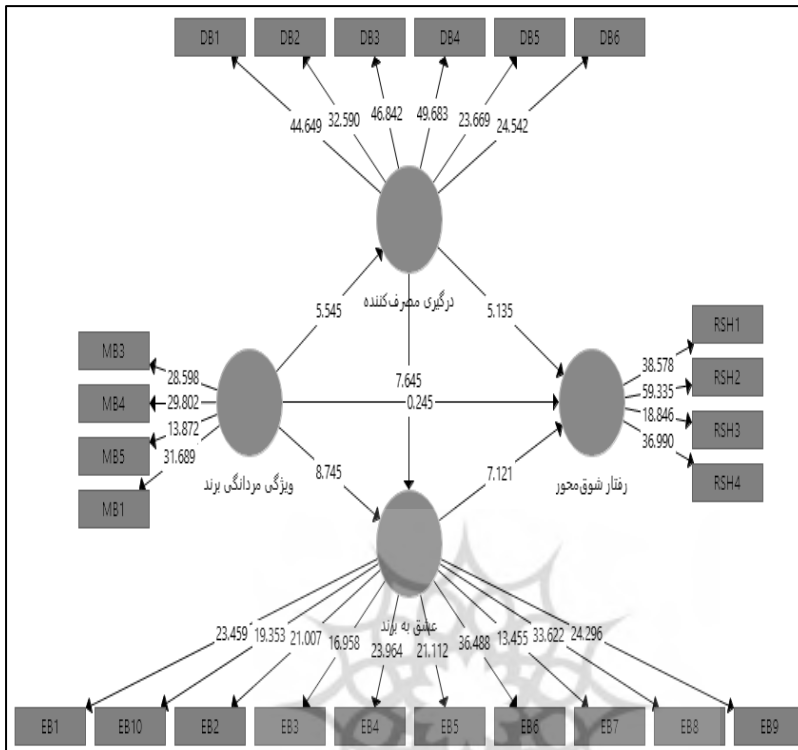 DB1 DB2 DB3 DB4 DB5 DB6
44.649 32.590 46.842 49.683 23.669 24.542
درگیری مصرف‌کننده
5.545 5.135
MB3
28.598
MB4
29.802
MB5
13.872
MB1
31.689
ویژگی مردانگی برند
7.645
0.245
8.745 7.121
RSH1
38.578
RSH2
59.335
RSH3
18.846
RSH4
36.990
رفتار شوق‌محور
عشق به برند
23.459 19.353 21.007 16.958 23.964 21.112 36.488 13.455 33.622 24.296
EB1 EB10 EB2 EB3 EB4 EB5 EB6 EB7 EB8 EB9